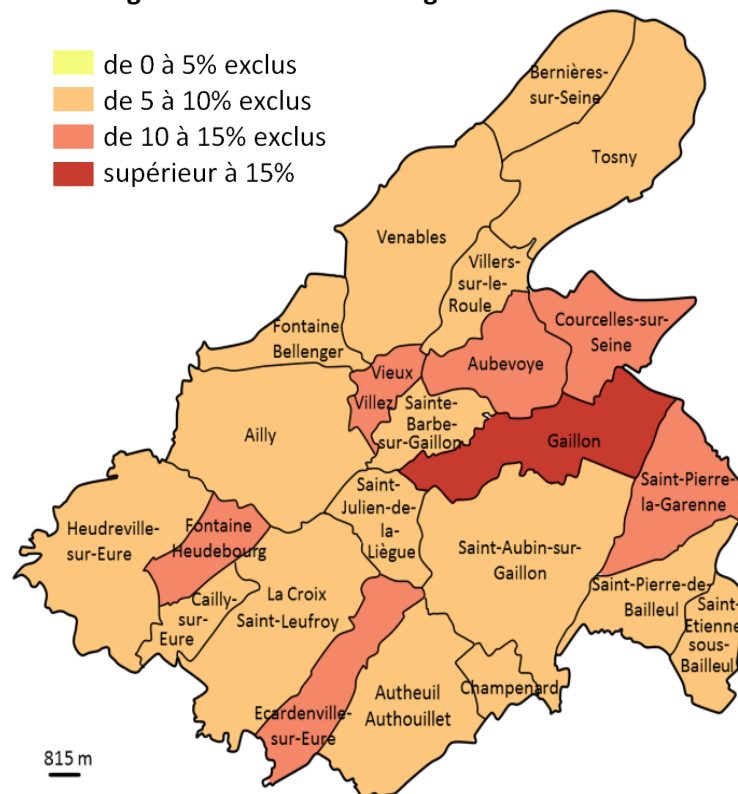 de 0 à 5% exclus
de 5 à 10% exclus
de 10 à 15% exclus
supérieur à 15%
Bernières-
sur-Seine
Tosny
Venables
Villers-
sur-le-
Roule
Courcelles-sur-
Seine
Fontaine
Bellenger
Aubevoye
Vieux
Villez
Sainte-
Barbe-
sur-Gaillon
Ailly
Gaillon
Saint-Pierre-
la-Garenne
Saint-
Julien-de-
la-
Liègue
Heudreville-
sur-Eure
Fontaine
Heudebourg
Saint-Aubin-sur-
Gaillon
Cailly-
sur-
Eure
La Croix
Saint-Leufroy
Saint-Pierre-de-
Bailleul
Saint-
Etienne
sous-
Bailleul
Champenard
Autheuil
Authouillet
Ecardenville-
sur-Eure
815 m